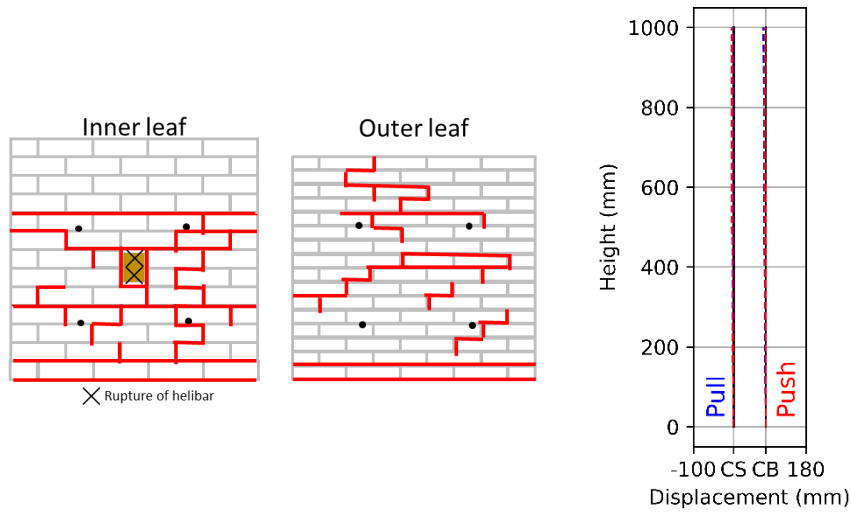 Inner leaf
Outer leaf
Rupture of helibar
Height (mm)
1000
800
600
400
200
0
Pull
Push
-100 CS CB 180
Displacement (mm)